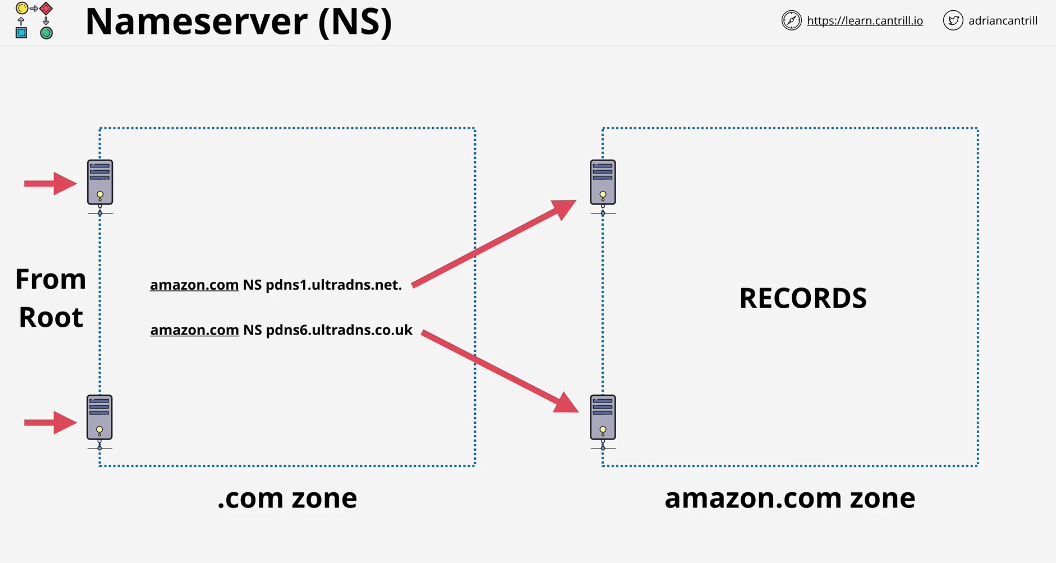 Nameserver (NS)
https://learn.cantrill.io
adriancantrill
From
Root
amazon.com NS pdns1.ultradns.net.
amazon.com NS pdns6.ultradns.co.uk
RECORDS
.com zone
amazon.com zone